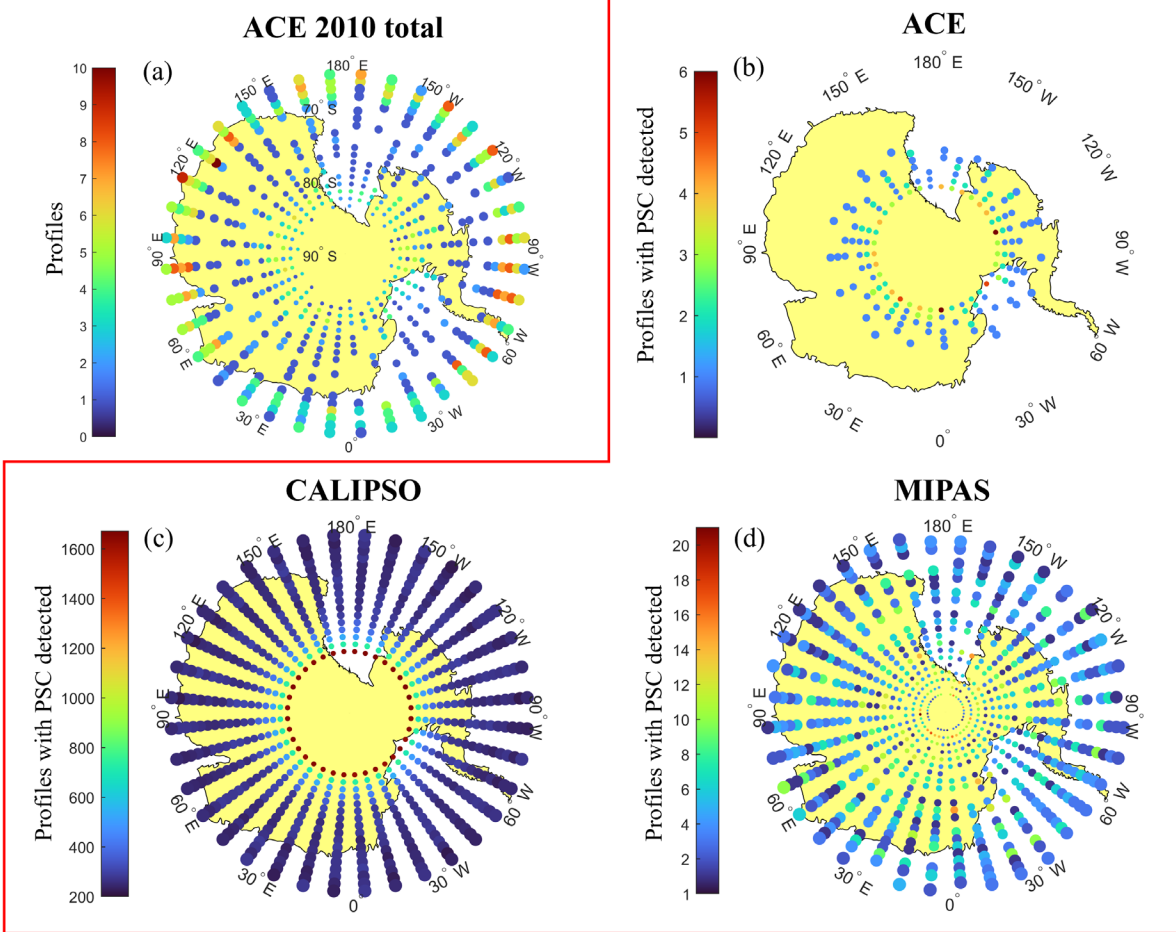 ACE 2010 total
(a)
Profiles
10
9
8
7
6
5
4
3
2
1
0
180° E
150° W
120° W
90° W
60° W
30° W
0°
30° E
60° E
90° E
120° E
150° E
70° S
80° S
90° S
ACE
(b)
Profiles with PSC detected
6
5
4
3
2
1
180° E
150° W
120° W
90° W
60° W
30° W
0°
30° E
60° E
90° E
120° E
150° E
CALIPSO
(c)
Profiles with PSC detected
1600
1400
1200
1000
800
600
400
200
180° E
150° W
120° W
90° W
60° W
30° W
0°
30° E
60° E
90° E
120° E
150° E
MIPAS
(d)
Profiles with PSC detected
20
18
16
14
12
10
8
6
4
2
1
180° E
150° W
120° W
90° W
60° W
30° W
0°
30° E
60° E
90° E
120° E
150° E